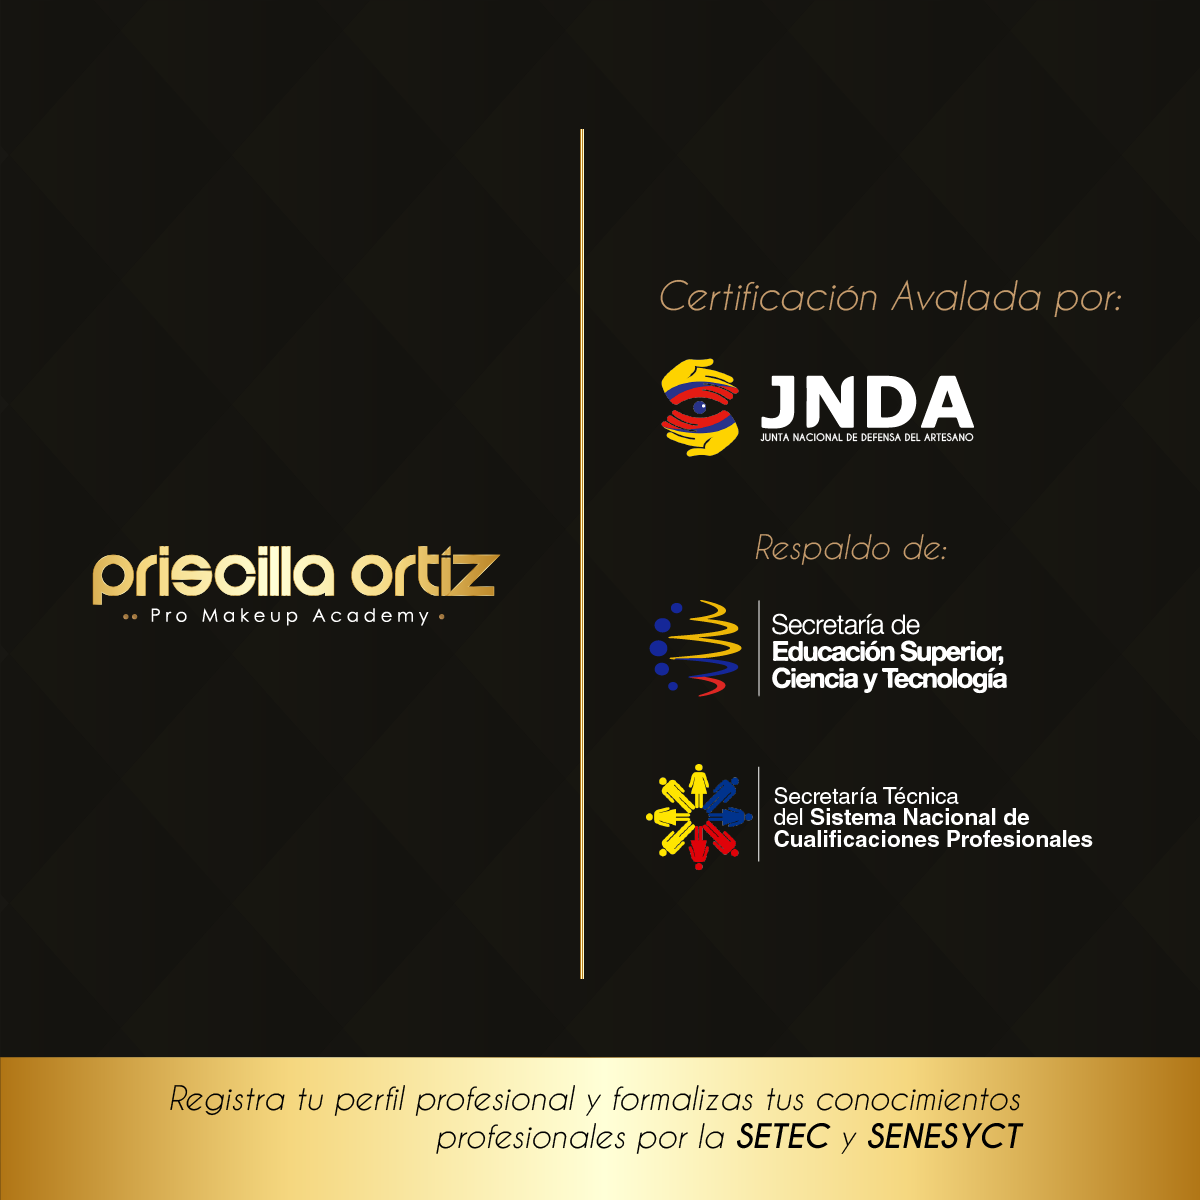 priscilla ortíz
Pro Makeup Academy
Certificación Avalada por:
JNDA
JUNTA NACIONAL DE DEFENSA DEL ARTESANO
Respaldo de:
Secretaría de
Educación Superior,
Ciencia y Tecnología
Secretaría Técnica
del Sistema Nacional de
Cualificaciones Profesionales
Registra tu perfil profesional y formalizas tus conocimientos
profesionales por la SETEC y SENESYCT